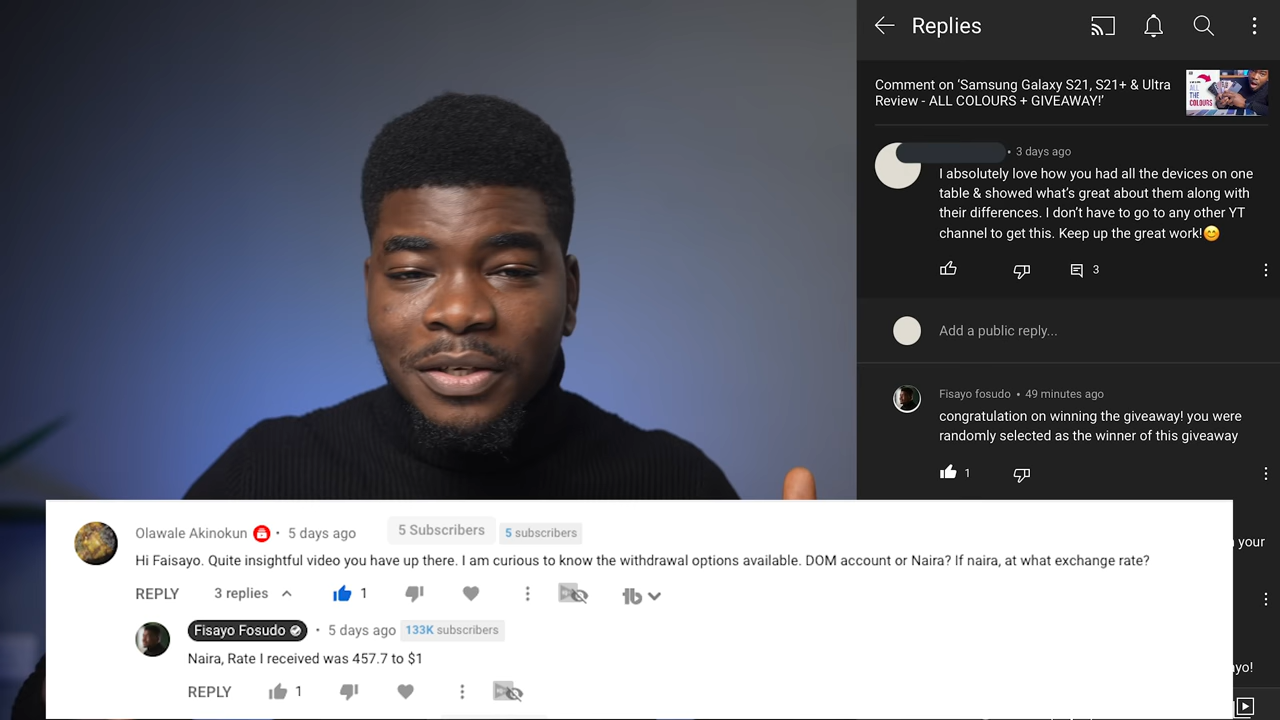 Replies
Comment on ‘Samsung Galaxy S21, S21+ & Ultra
Review - ALL COLOURS + GIVEAWAY!’
ALL
THE
COLOURS
• 3 days ago
I absolutely love how you had all the devices on one
table & showed what’s great about them along with
their differences. I don’t have to go to any other YT
channel to get this. Keep up the great work!😊
3
Add a public reply...
Fisayo fosudo • 49 minutes ago
congratulation on winning the giveaway! you were
randomly selected as the winner of this giveaway
1
your
yo!
Olawale Akinokun • 5 days ago 5 Subscribers 5 subscribers
Hi Faisayo. Quite insightful video you have up there. I am curious to know the withdrawal options available. DOM account or Naira? If naira, at what exchange rate?
REPLY 3 replies 1
Fisayo Fosudo • 5 days ago 133K subscribers
Naira, Rate I received was 457.7 to $1
REPLY 1